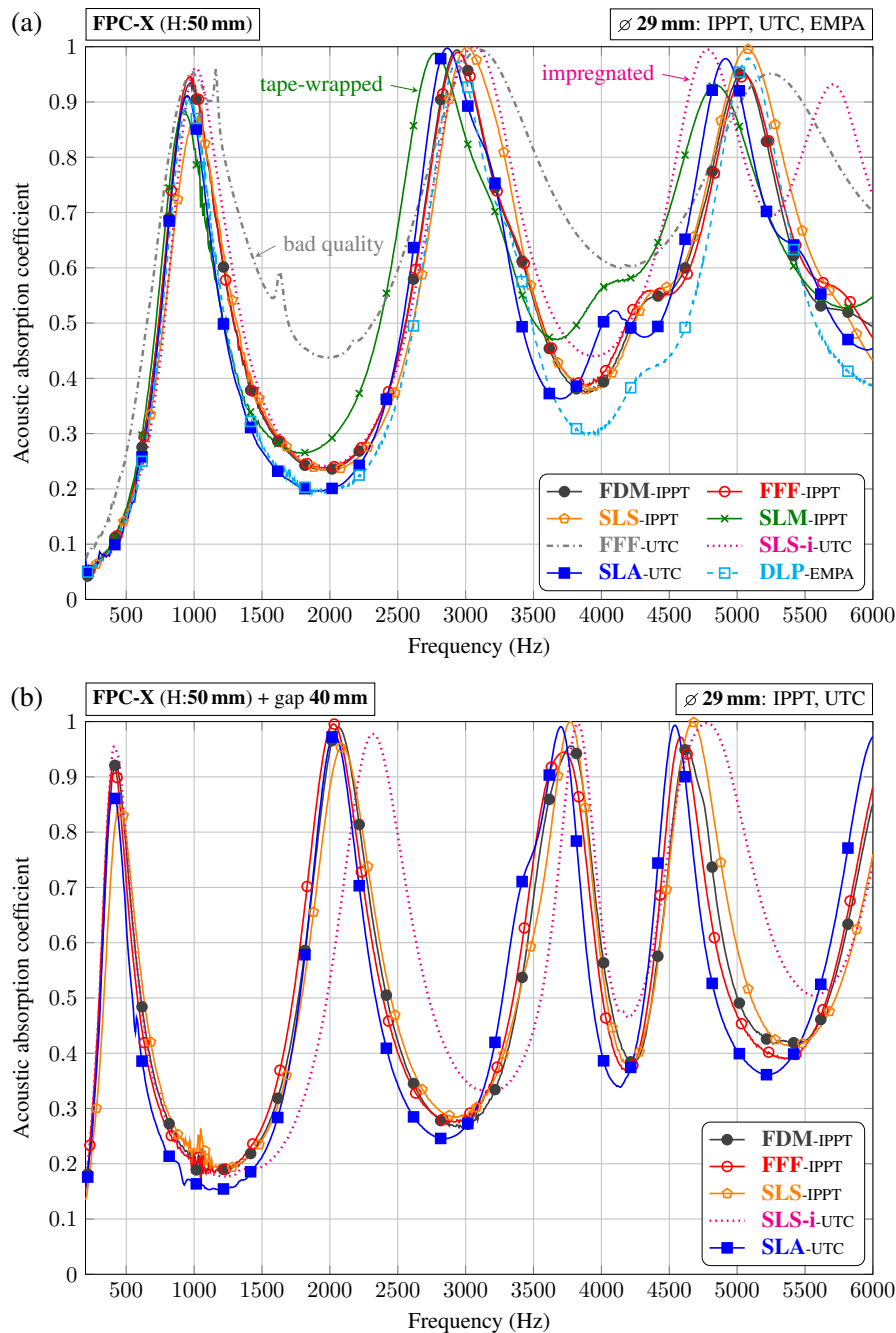 (a)
FPC-X (H:50 mm)
⌀ 29 mm: IPPT, UTC, EMPA
1
0.9
0.8
0.7
0.6
0.5
0.4
0.3
0.2
0.1
0
Acoustic absorption coefficient
tape-wrapped
impregnated
bad quality
FDM-IPPT
FFF-IPPT
SLS-IPPT
SLM-IPPT
FFF-UTC
SLS-i-UTC
SLA-UTC
DLP-EMPA
500 1000 1500 2000 2500 3000 3500 4000 4500 5000 5500 6000
Frequency (Hz)
(b)
FPC-X (H:50 mm) + gap 40 mm
⌀ 29 mm: IPPT, UTC
1
0.9
0.8
0.7
0.6
0.5
0.4
0.3
0.2
0.1
0
Acoustic absorption coefficient
FDM-IPPT
FFF-IPPT
SLS-IPPT
SLS-i-UTC
SLA-UTC
500 1000 1500 2000 2500 3000 3500 4000 4500 5000 5500 6000
Frequency (Hz)